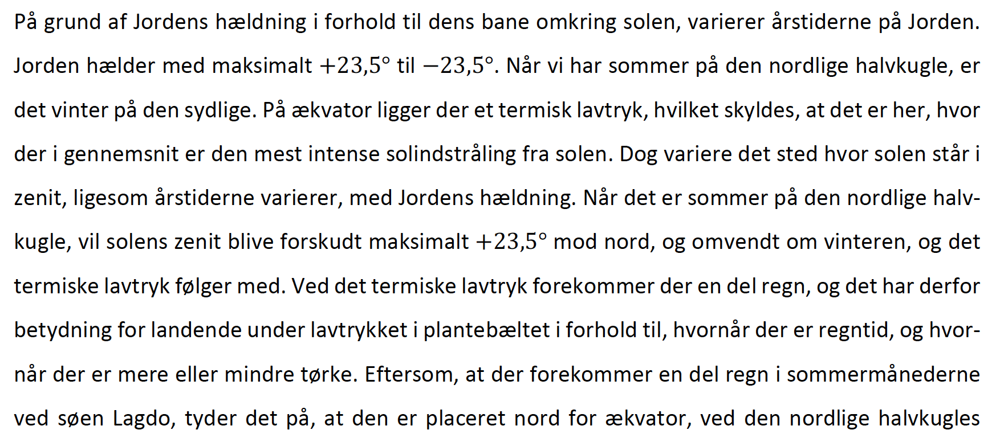 På grund af Jordens hældning i forhold til dens bane omkring solen, varierer årstiderne på Jorden.
Jorden hælder med maksimalt +23,5° til −23,5°. Når vi har sommer på den nordlige halvkugle, er
det vinter på den sydlige. På ækvator ligger der et termisk lavtryk, hvilket skyldes, at det er her, hvor
der i gennemsnit er den mest intense solindstråling fra solen. Dog variere det sted hvor solen står i
zenit, ligesom årstiderne varierer, med Jordens hældning. Når det er sommer på den nordlige halv-
kugle, vil solens zenit blive forskudt maksimalt +23,5° mod nord, og omvendt om vinteren, og det
termiske lavtryk følger med. Ved det termiske lavtryk forekommer der en del regn, og det har derfor
betydning for landende under lavtrykket i plantebæltet i forhold til, hvornår der er regntid, og hvor-
når der er mere eller mindre tørke. Eftersom, at der forekommer en del regn i sommermånederne
ved søen Lagdo, tyder det på, at den er placeret nord for ækvator, ved den nordlige halvkugles